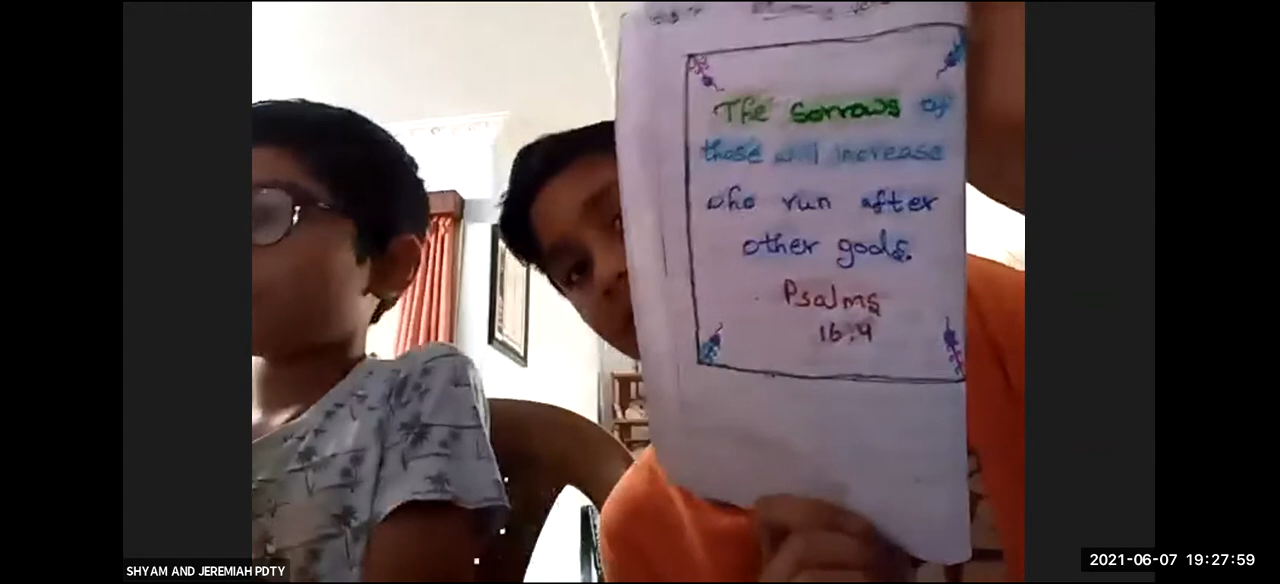 The sorrows of
those will increase
who run after
other gods.
Psalms
16:4
SHYAM AND JEREMIAH PDTY
2021-06-07 19:27:59